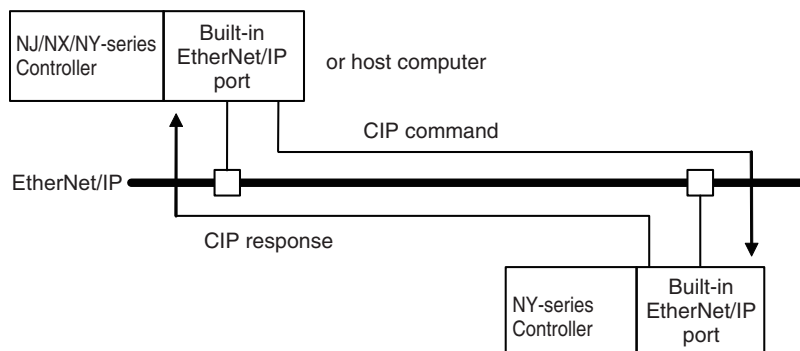 NJ/NX/NY-series
Controller
Built-in
EtherNet/IP
port
or host computer
CIP command
EtherNet/IP
CIP response
NY-series
Controller
Built-in
EtherNet/IP
port